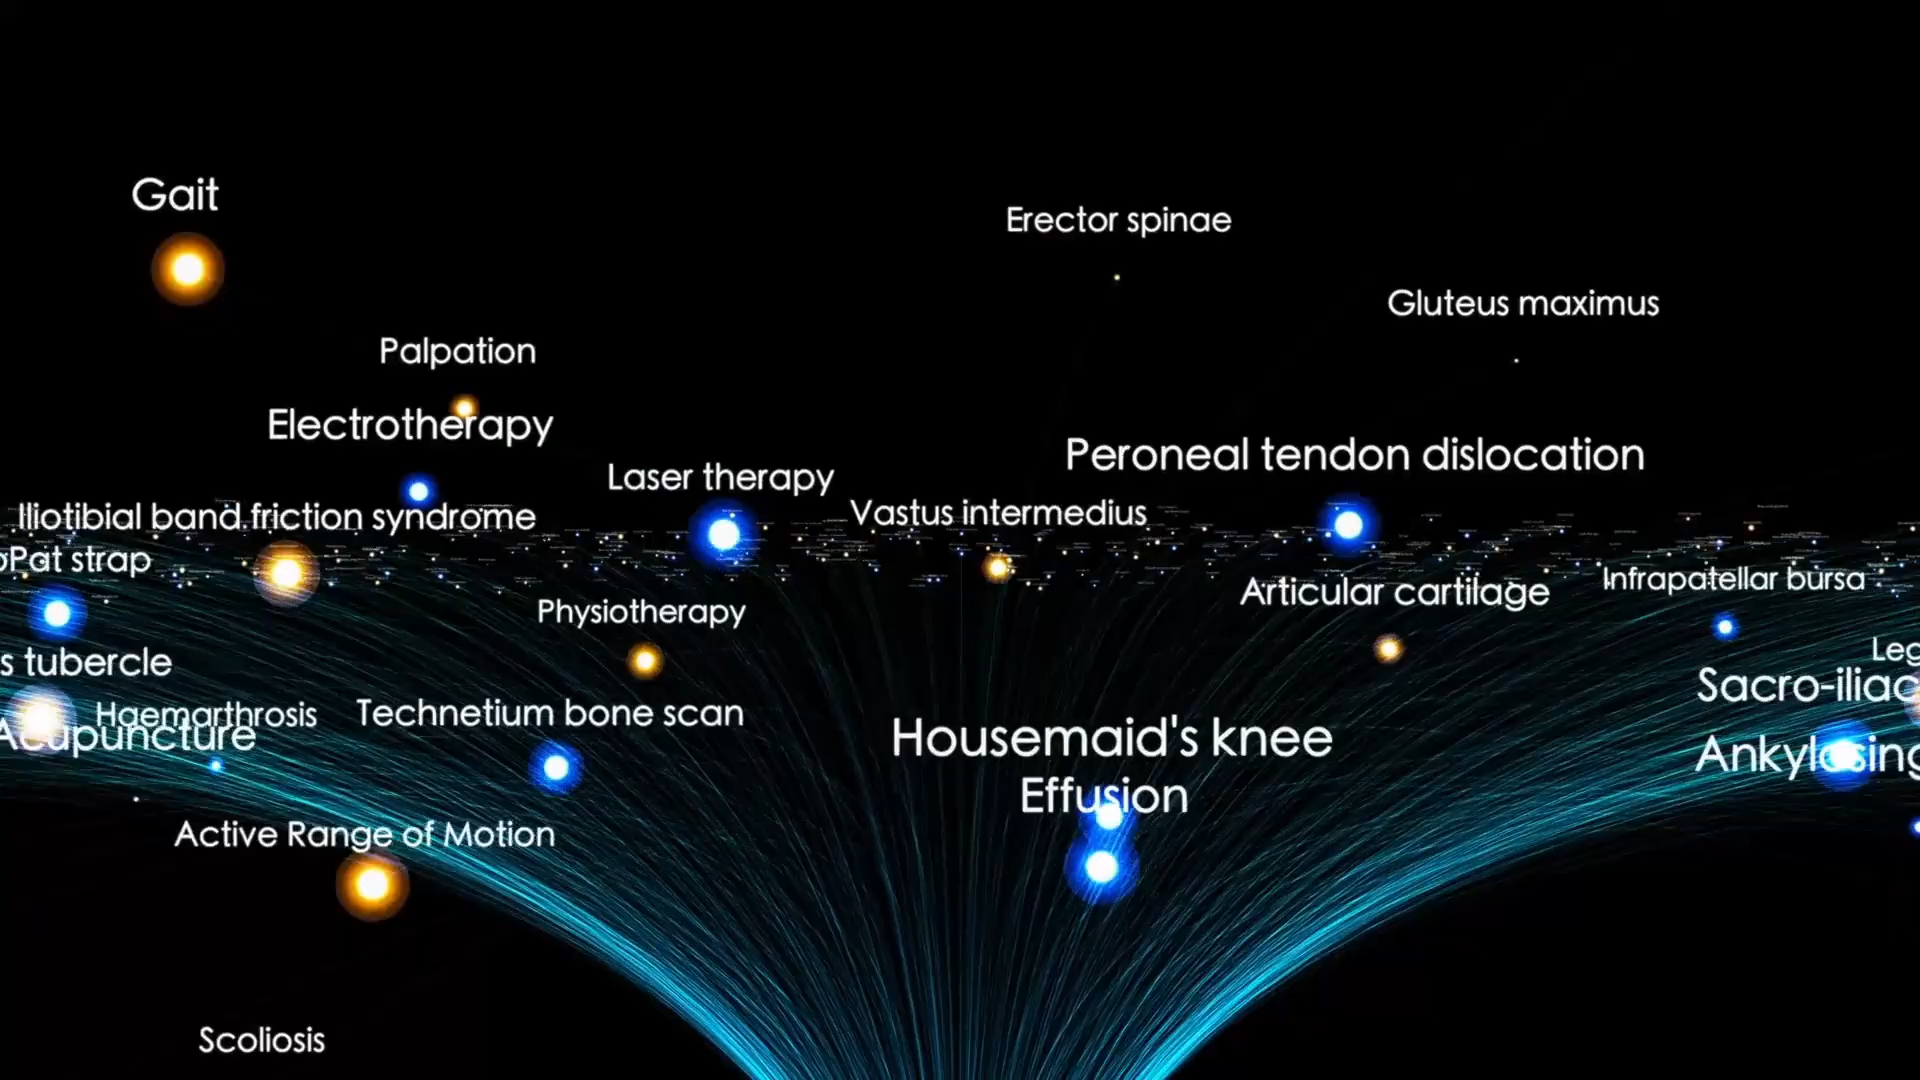 Gait
Erector spinae
Gluteus maximus
Palpation
Electrotherapy
Peroneal tendon dislocation
Laser therapy
Vastus intermedius
Iliotibial band friction syndrome
oPat strap
Infrapatellar bursa
Articular cartilage
Physiotherapy
s tubercle
Leg
Sacro-iliac
Haemarthrosis
Technetium bone scan
Acupuncture
Housemaid's knee
Ankylosing
Effusion
Active Range of Motion
Scoliosis